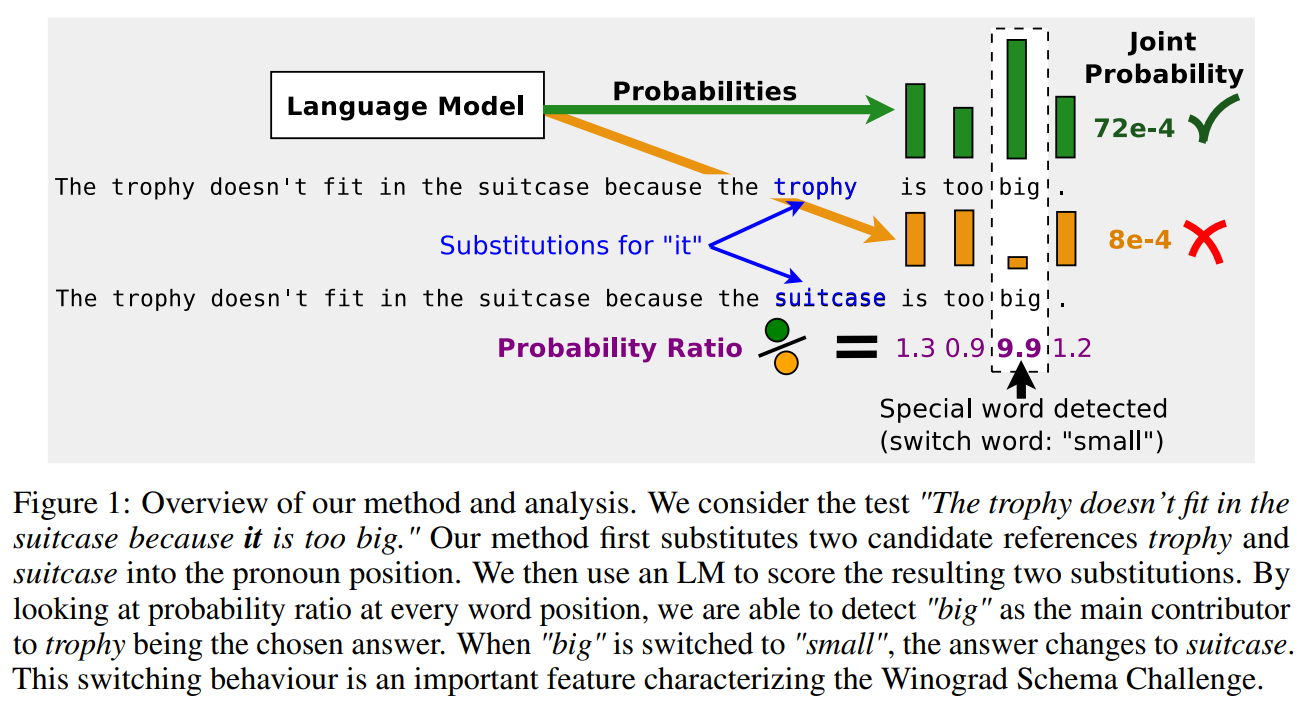 Joint
Probability
Language Model
Probabilities
72e-4
The trophy doesn't fit in the suitcase because the trophy is too big .
Substitutions for "it"
8e-4
The trophy doesn't fit in the suitcase because the suitcase is too big .
Probability Ratio = 1.3 0.9 9.9 1.2
Special word detected
(switch word: "small")
Figure 1: Overview of our method and analysis. We consider the test "The trophy doesn't fit in the
suitcase because it is too big." Our method first substitutes two candidate references trophy and
suitcase into the pronoun position. We then use an LM to score the resulting two substitutions. By
looking at probability ratio at every word position, we are able to detect "big" as the main contributor
to trophy being the chosen answer. When "big" is switched to "small", the answer changes to suitcase.
This switching behaviour is an important feature characterizing the Winograd Schema Challenge.